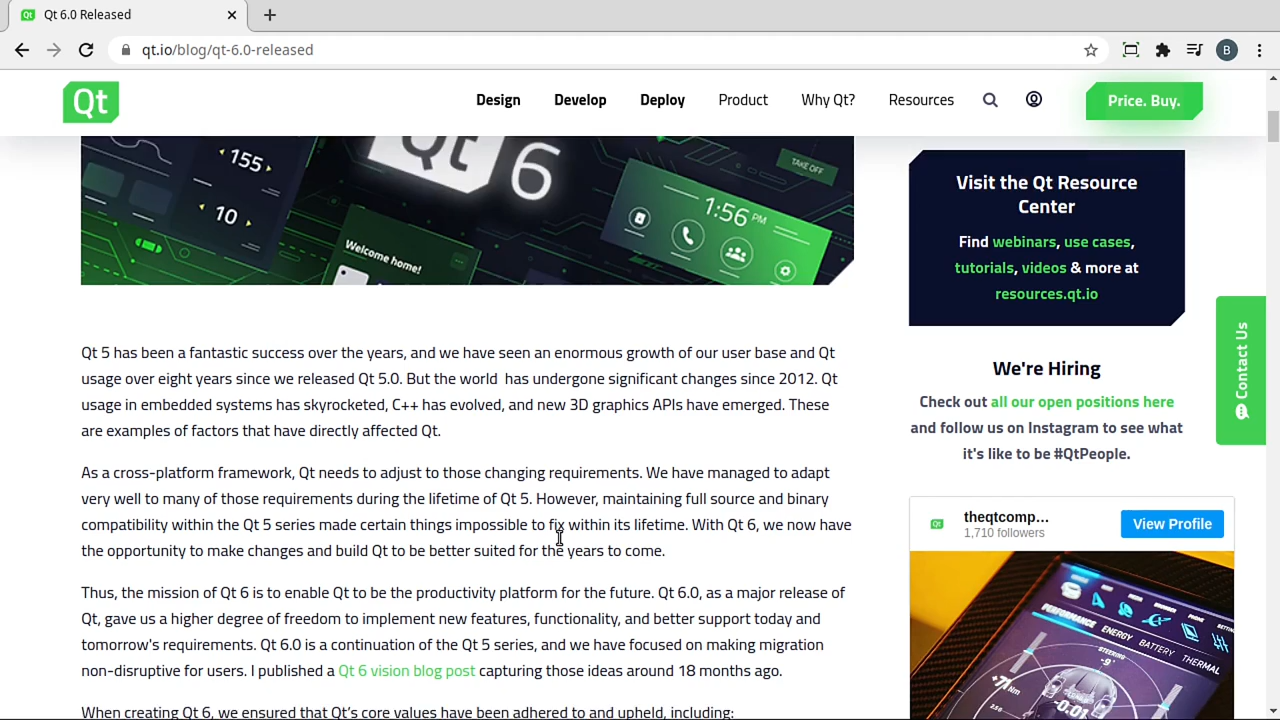 Qt 6.0 Released
qt.io/blog/qt-6.0-released
B
Qt
Design
Develop
Deploy
Product
Why Qt?
Resources
Price. Buy.
155
10
Qt 6
Welcome home!
1:56 PM
TAKE OFF
Qt 5 has been a fantastic success over the years, and we have seen an enormous growth of our user base and Qt
usage over eight years since we released Qt 5.0. But the world has undergone significant changes since 2012. Qt
usage in embedded systems has skyrocketed, C++ has evolved, and new 3D graphics APIs have emerged. These
are examples of factors that have directly affected Qt.
As a cross-platform framework, Qt needs to adjust to those changing requirements. We have managed to adapt
very well to many of those requirements during the lifetime of Qt 5. However, maintaining full source and binary
compatibility within the Qt 5 series made certain things impossible to fix within its lifetime. With Qt 6, we now have
the opportunity to make changes and build Qt to be better suited for the years to come.
Thus, the mission of Qt 6 is to enable Qt to be the productivity platform for the future. Qt 6.0, as a major release of
Qt, gave us a higher degree of freedom to implement new features, functionality, and better support today and
tomorrow's requirements. Qt 6.0 is a continuation of the Qt 5 series, and we have focused on making migration
non-disruptive for users. I published a Qt 6 vision blog post capturing those ideas around 18 months ago.
When creating Qt 6, we ensured that Qt's core values have been adhered to and upheld, including:
Visit the Qt Resource
Center
Find webinars, use cases,
tutorials, videos & more at
resources.qt.io
We're Hiring
Check out all our open positions here
and follow us on Instagram to see what
it's like to be #QtPeople.
theqtcomp...
1,710 followers
View Profile
PERFORMANCE ENERGY BATTERY THERMAL
STEERING
-9°
Nm
-0.01
Contact Us